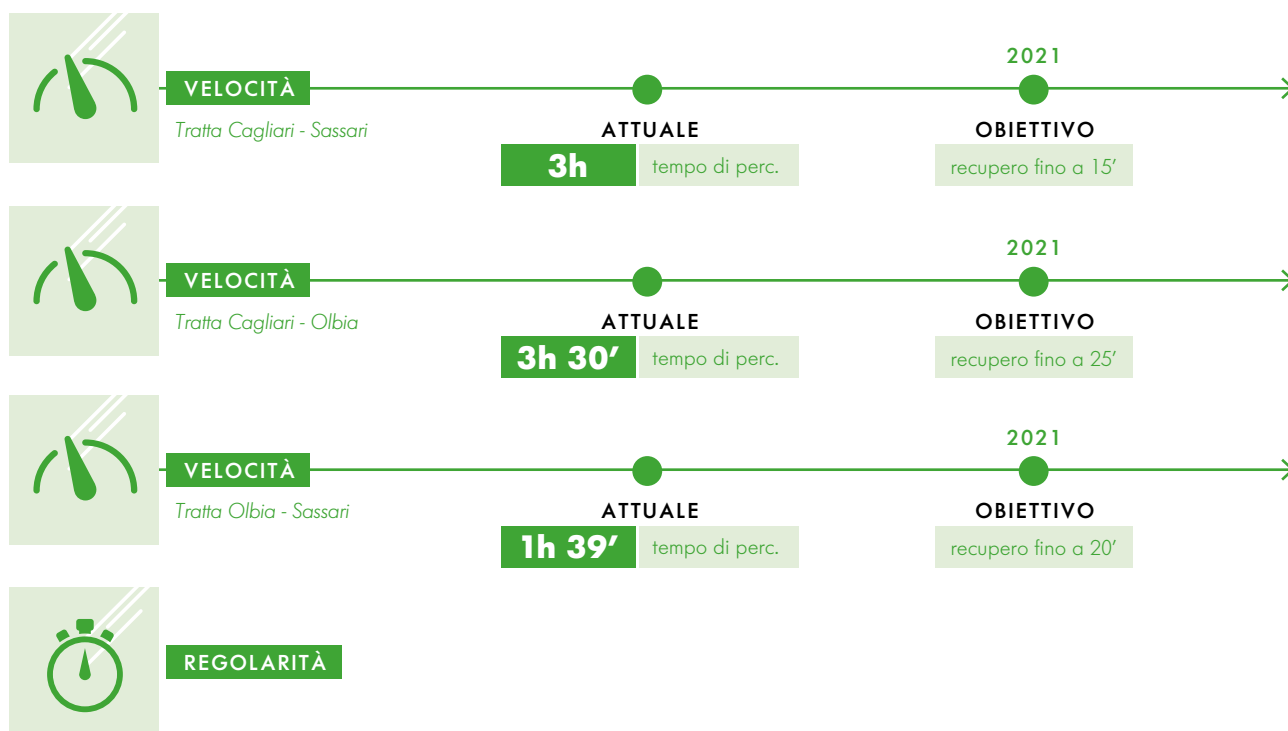 2021
VELOCITÀ
Tratta Cagliari - Sassari
ATTUALE
OBIETTIVO
3h tempo di perc.
recupero fino a 15’
2021
VELOCITÀ
Tratta Cagliari - Olbia
ATTUALE
OBIETTIVO
3h 30’ tempo di perc.
recupero fino a 25’
2021
VELOCITÀ
Tratta Olbia - Sassari
ATTUALE
OBIETTIVO
1h 39’ tempo di perc.
recupero fino a 20’
REGOLARITÀ